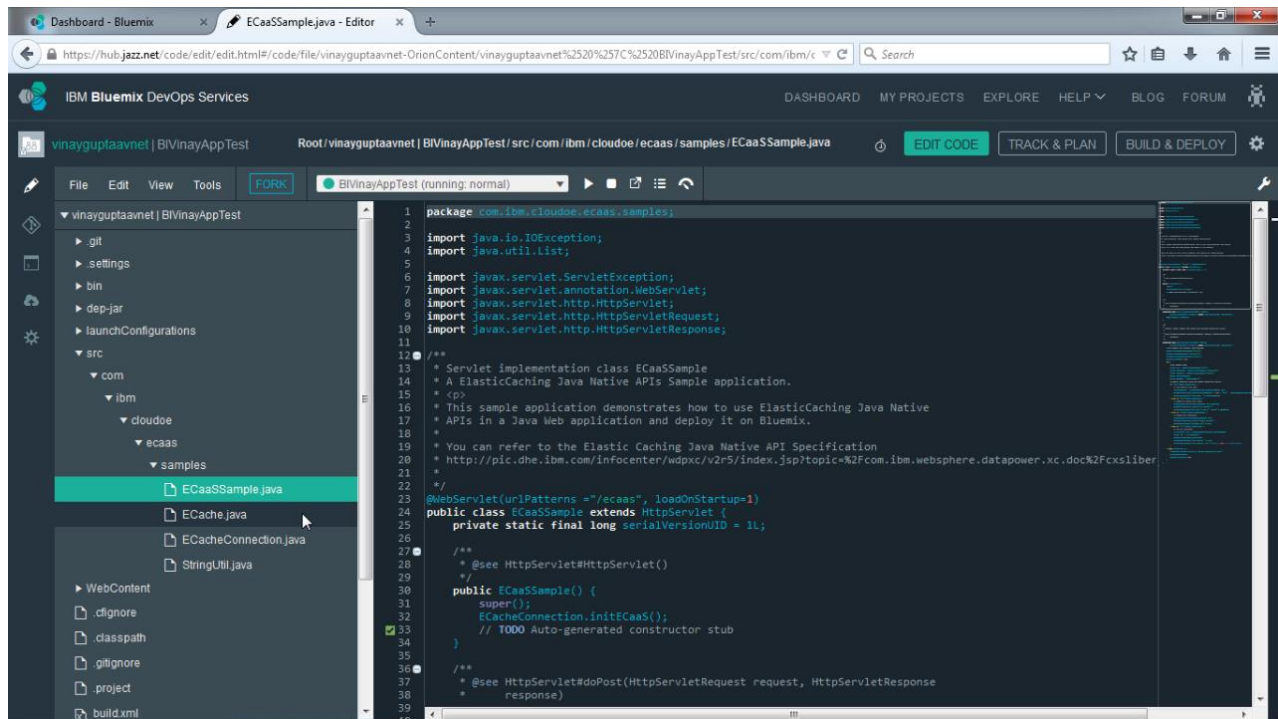 Dashboard - Bluemix
ECaaSSample.java - Editor
https://hub.jazz.net/code/edit/edit.html#/code/file/vinayguptaavnet-OrionContent/vinayguptaavnet%2520%257C%2520BIVinayAppTest/src/com/ibm/c
Search
IBM Bluemix DevOps Services
DASHBOARD MY PROJECTS EXPLORE HELP BLOG FORUM
vinayguptaavnet | BIVinayAppTest
Root / vinayguptaavnet | BIVinayAppTest / src / com / ibm / cloudoe / ecaas / samples / ECaaSSample.java
EDIT CODE TRACK & PLAN BUILD & DEPLOY
File Edit View Tools FORK
BIVinayAppTest (running: normal)
vinayguptaavnet | BIVinayAppTest
.git
.settings
bin
dep-jar
launchConfigurations
src
com
ibm
cloudoe
ecaas
samples
ECaaSSample.java
ECache.java
ECacheConnection.java
StringUtil.java
WebContent
.cfignore
.classpath
.gitignore
.project
build.xml
1 package com.ibm.cloudoe.ecaas.samples;
2
3 import java.io.IOException;
4 import java.util.List;
5
6 import javax.servlet.ServletException;
7 import javax.servlet.annotation.WebServlet;
8 import javax.servlet.http.HttpServlet;
9 import javax.servlet.http.HttpServletRequest;
10 import javax.servlet.http.HttpServletResponse;
11
12 /**
13 * Servlet implementation class ECaaSSample
14 * A ElasticCaching Java Native APIs Sample application.
15 * <p>
16 * This sample application demonstrates how to use ElasticCaching Java Native
17 * APIs in Java web application and deploy it in Bluemix.
18 *
19 * You can refer to the Elastic Caching Java Native API Specification
20 * http://pic.dhe.ibm.com/infocenter/wdpxc/v2r5/index.jsp?topic=%2Fcom.ibm.websphere.datapower.xc.doc%2Fcxsliber
21 *
22 */
23 @WebServlet(urlPatterns ="/ecaas", loadOnStartup=1)
24 public class ECaaSSample extends HttpServlet {
25 private static final long serialVersionUID = 1L;
26
27 /**
28 * @see HttpServlet#HttpServlet()
29 */
30 public ECaaSSample() {
31 super();
32 ECacheConnection.initECaaS();
33 // TODO Auto-generated constructor stub
34 }
35
36 /**
37 * @see HttpServlet#doPost(HttpServletRequest request, HttpServletResponse
38 * response)
39